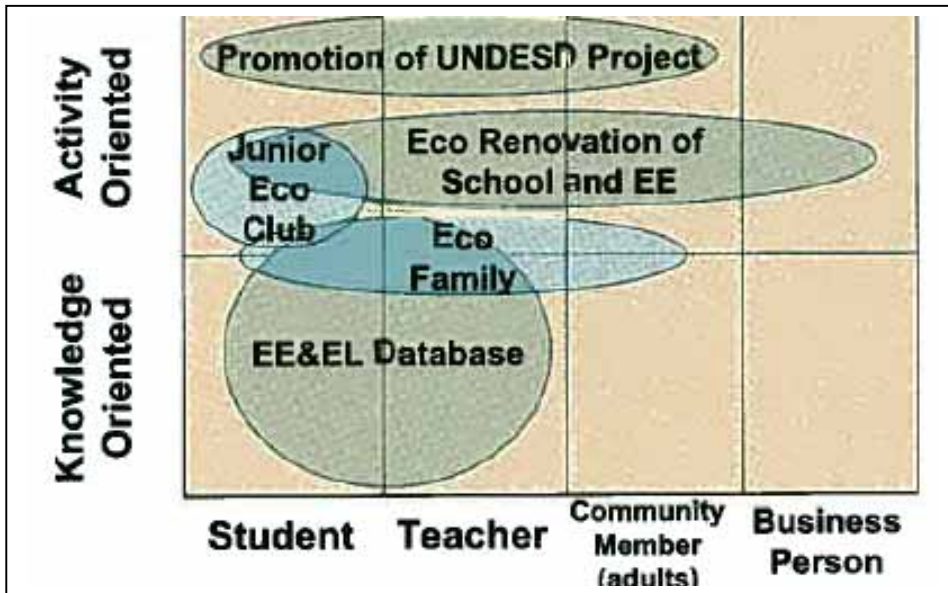 Activity
Oriented
Knowledge
Oriented
Promotion of UNDESD Project
Junior
Eco
Club
Eco Renovation of
School and EE
Eco
Family
EE&EL Database
Student
Teacher
Community
Member
(adults)
Business
Person